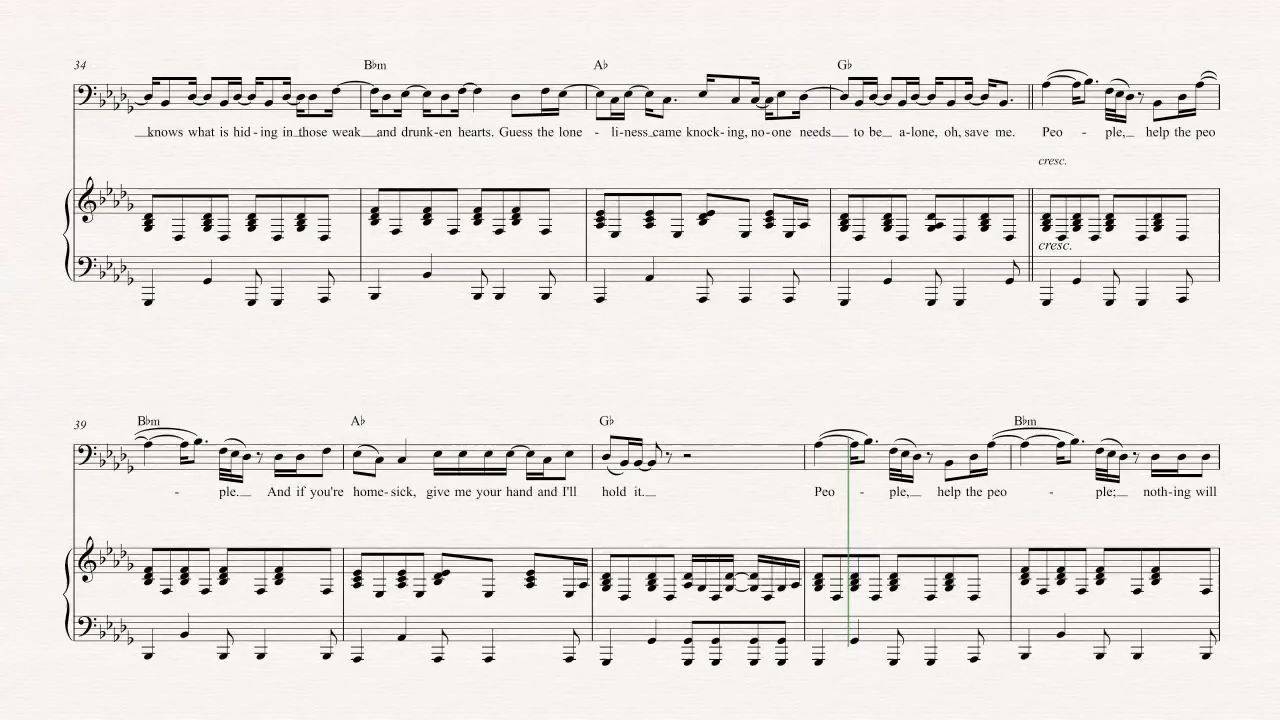 34 B♭m A♭ G♭
knows what is hid - ing in those weak and drunk-en hearts. Guess the lone - li-ness came knock-ing, no-one needs to be a-lone, oh, save me. Peo - ple, help the peo
cresc.
cresc.
39 B♭m A♭ G♭ B♭m
- ple. And if you're home-sick, give me your hand and I'll hold it. Peo - ple, help the peo - ple; noth-ing will